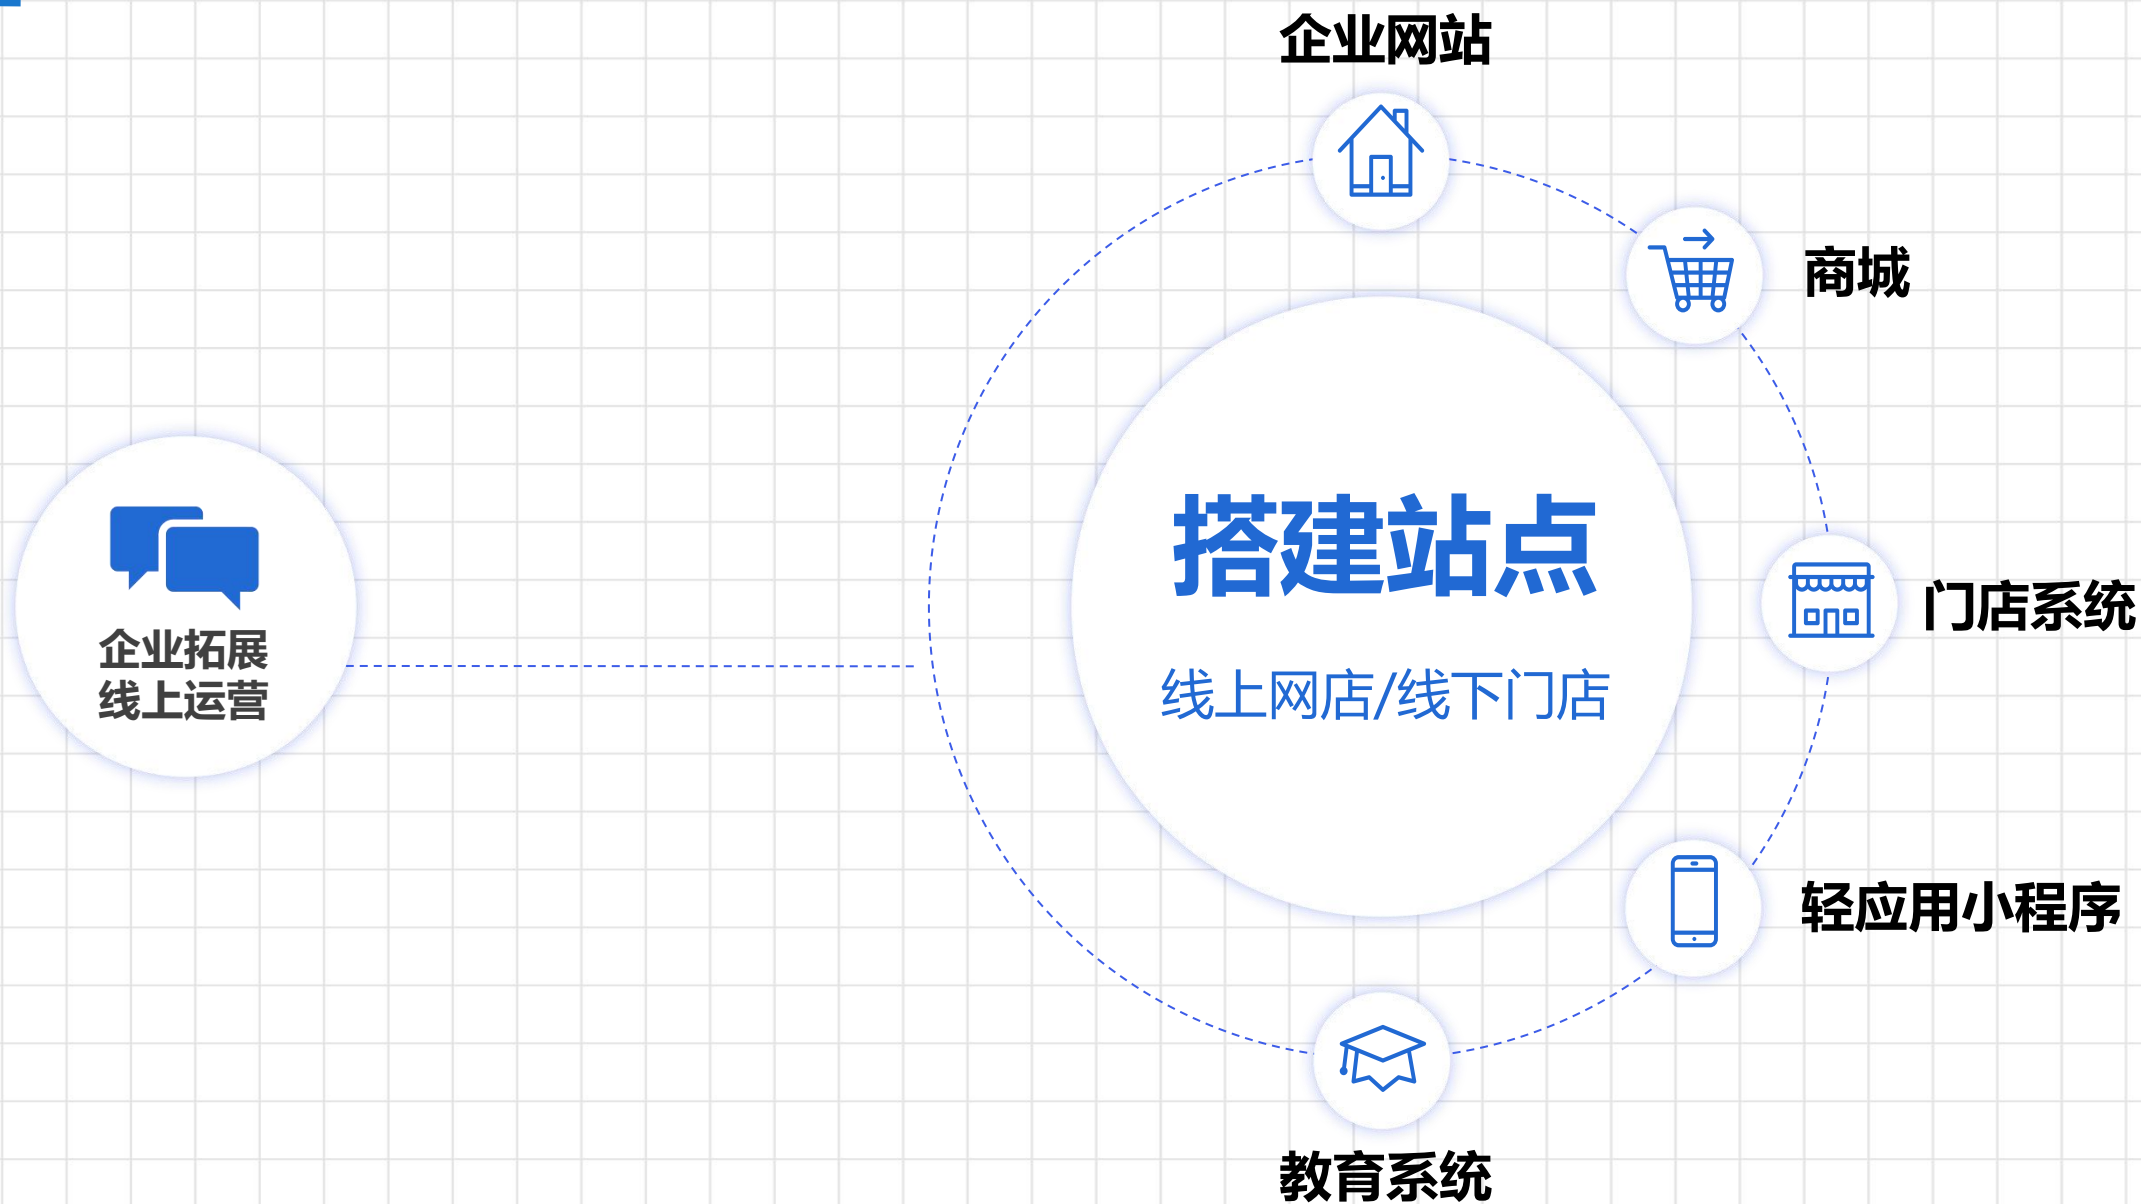 企业网站
商城
搭建站点
线上网店/线下门店
门店系统
企业拓展
线上运营
轻应用小程序
教育系统